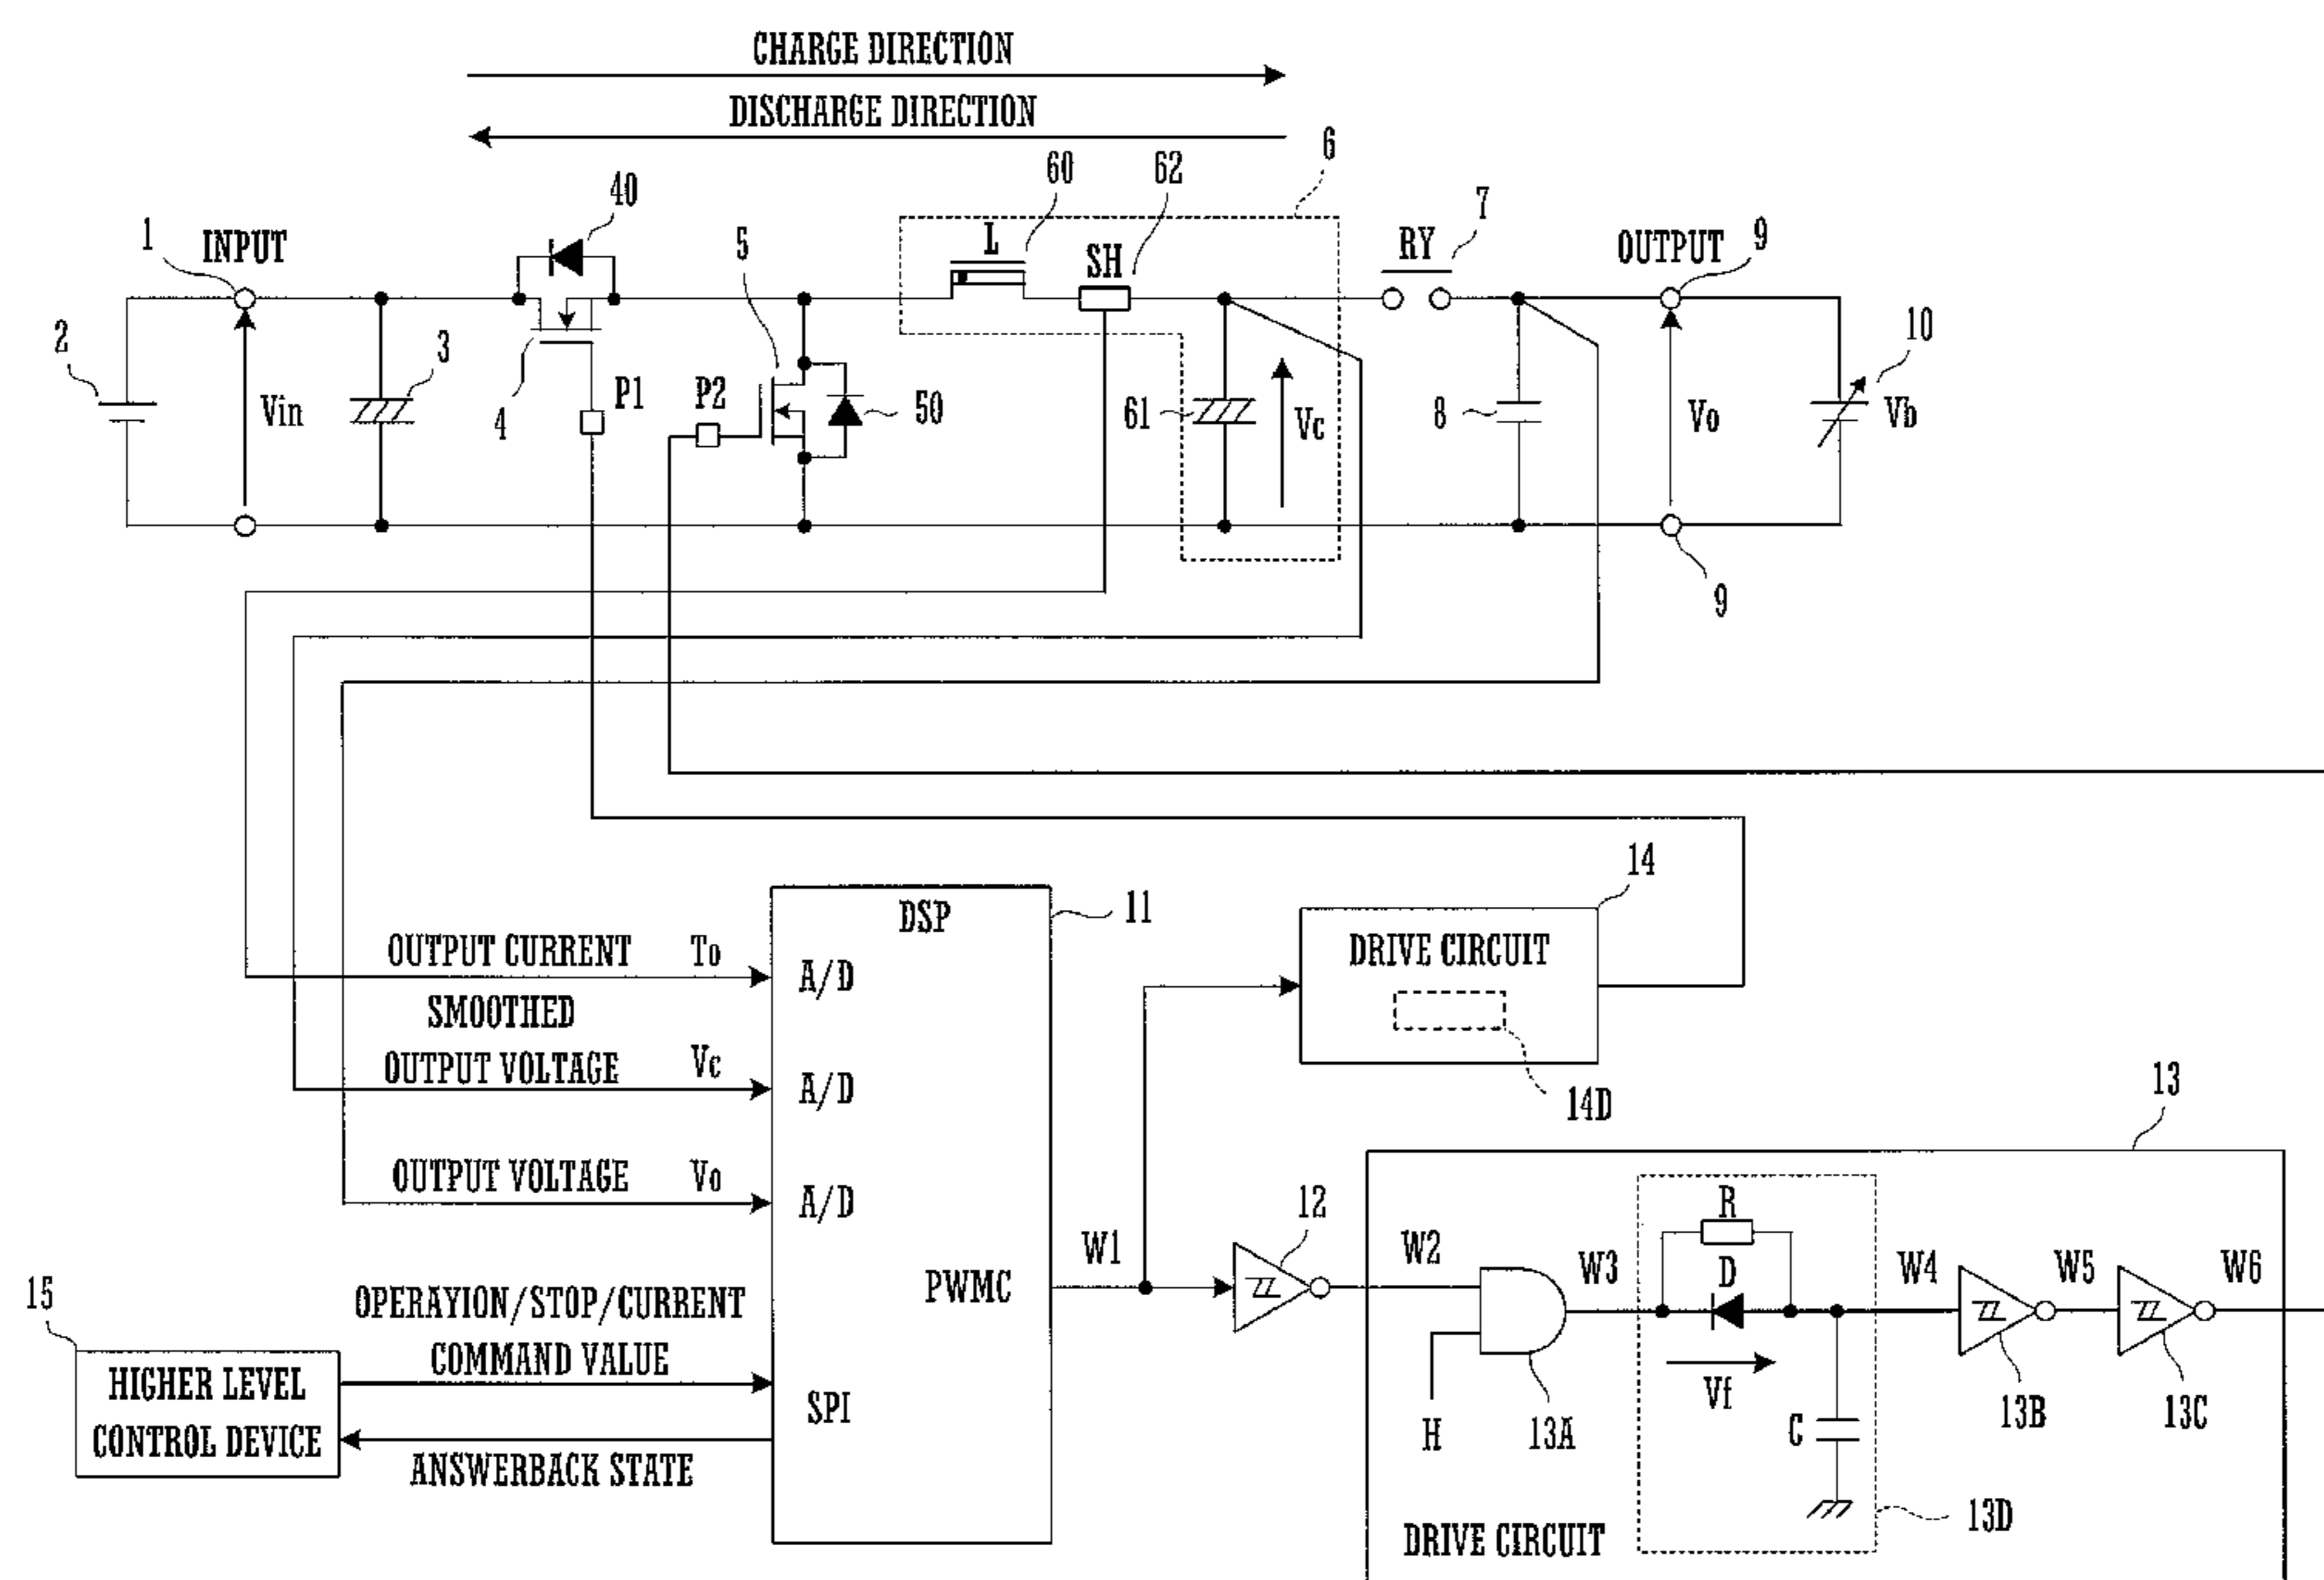 CHARGE DIRECTION
DISCHARGE DIRECTION
6
60
62
7
40
1
INPUT
5
L
SH
RY
OUTPUT
9
2
3
Vin
4
P1
P2
50
61
Vc
8
Vo
10
Vb
9
14
DSP
11
DRIVE CIRCUIT
OUTPUT CURRENT To
A/D
SMOOTHED
OUTPUT VOLTAGE Vc
A/D
14D
13
OUTPUT VOLTAGE Vo
A/D
12
R
W1
W2
W3
D
W4
W5
W6
PWMC
15
OPERAYION/STOP/CURRENT
COMMAND VALUE
HIGHER LEVEL
CONTROL DEVICE
SPI
ANSWERBACK STATE
Vf
H
13A
C
13B
13C
DRIVE CIRCUIT
13D